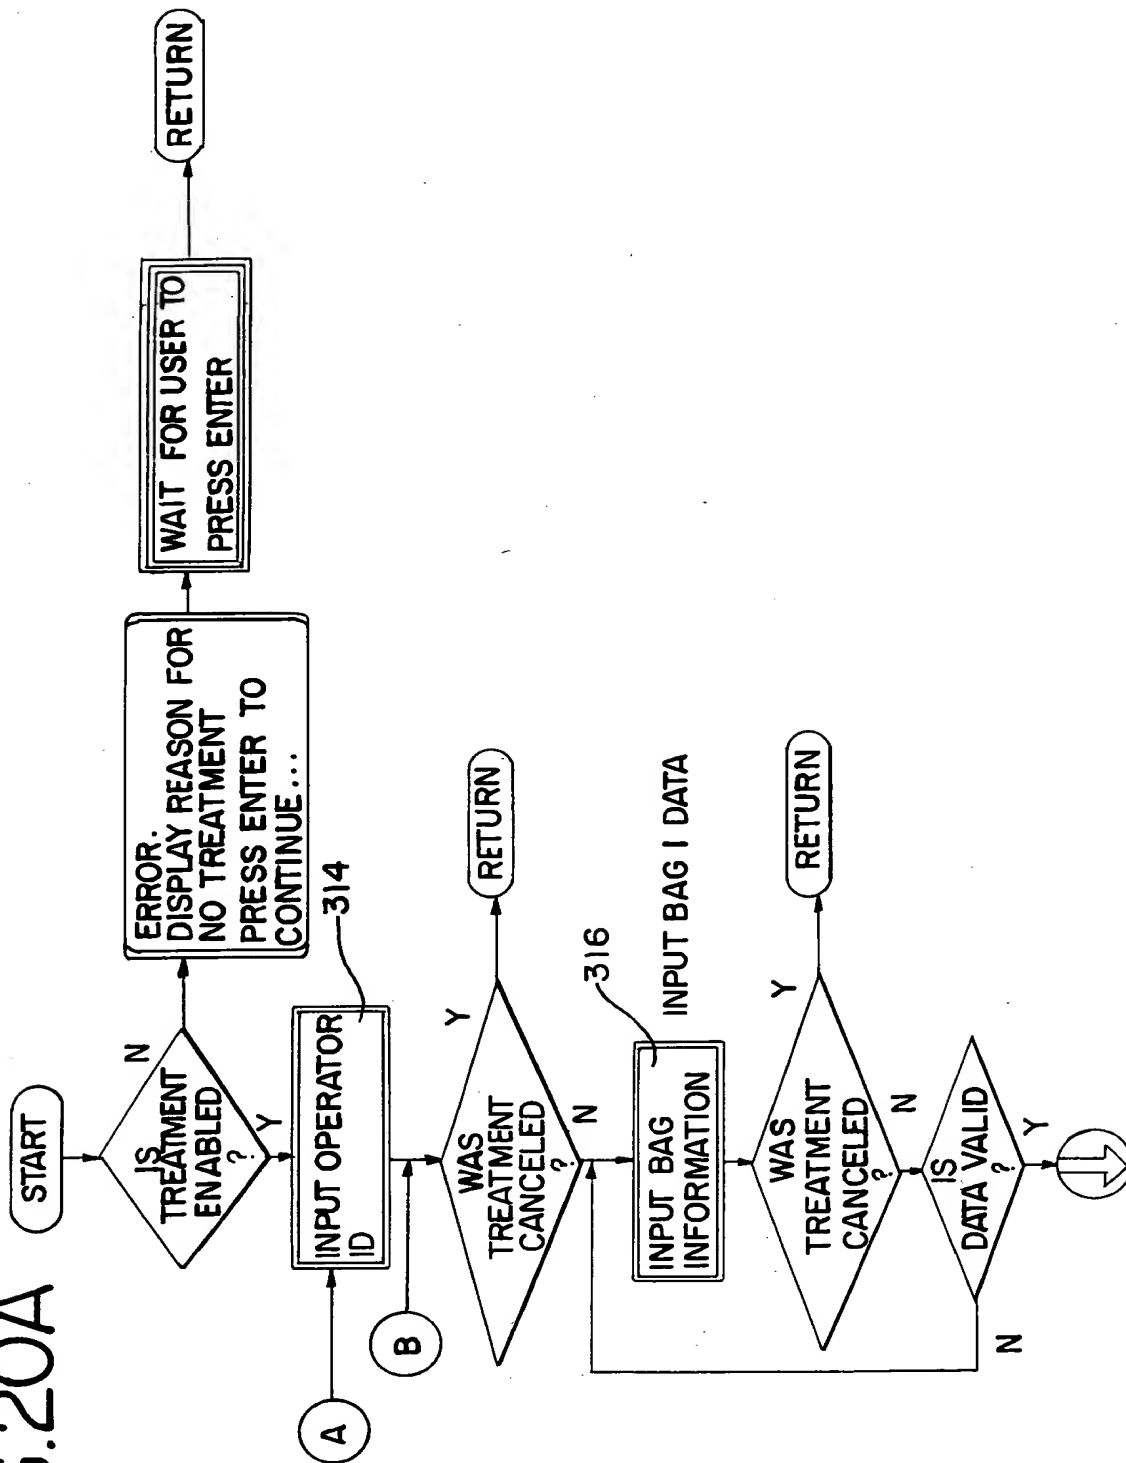 G.20A
START
IS
TREATMENT
ENABLED
?
N
Y
ERROR.
DISPLAY REASON FOR
NO TREATMENT
PRESS ENTER TO
CONTINUE...
WAIT FOR USER TO
PRESS ENTER
RETURN
A
INPUT OPERATOR
ID
314
B
WAS
TREATMENT
CANCELED
?
Y
RETURN
N
INPUT BAG
INFORMATION
316
INPUT BAG I DATA
WAS
TREATMENT
CANCELED
?
Y
RETURN
N
IS
DATA VALID
?
N
Y